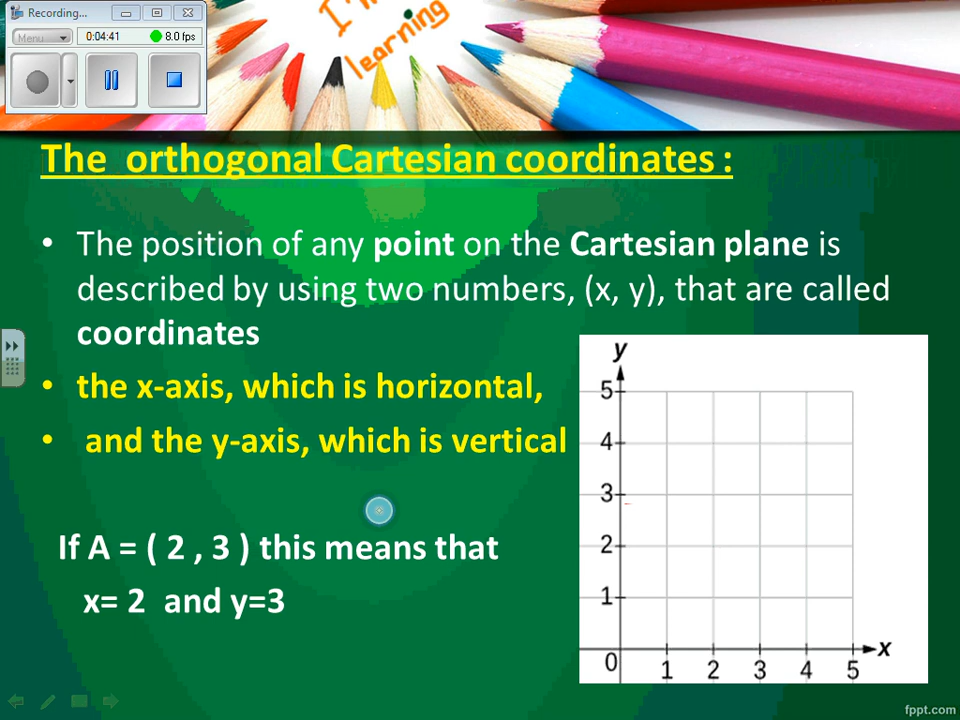 Recording...
Menu
0:04:41
8.0 fps
I'm
learning
The orthogonal Cartesian coordinates :
• The position of any point on the Cartesian plane is
described by using two numbers, (x, y), that are called
coordinates
• the x-axis, which is horizontal,
• and the y-axis, which is vertical
If A = ( 2 , 3 ) this means that
x= 2 and y=3
y
5
4
3
2
1
0 1 2 3 4 5 x
fppt.com